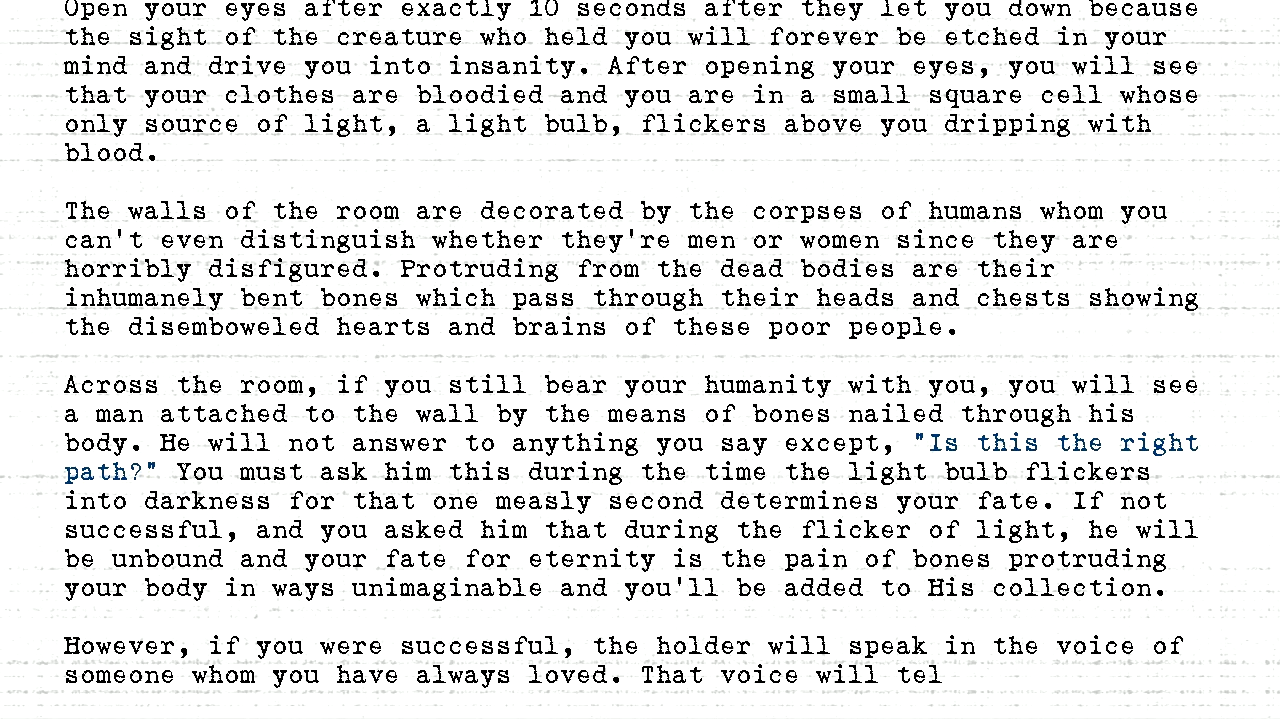 Open your eyes after exactly 10 seconds after they let you down because
the sight of the creature who held you will forever be etched in your
mind and drive you into insanity. After opening your eyes, you will see
that your clothes are bloodied and you are in a small square cell whose
only source of light, a light bulb, flickers above you dripping with
blood.
The walls of the room are decorated by the corpses of humans whom you
can't even distinguish whether they're men or women since they are
horribly disfigured. Protruding from the dead bodies are their
inhumanely bent bones which pass through their heads and chests showing
the disemboweled hearts and brains of these poor people.
Across the room, if you still bear your humanity with you, you will see
a man attached to the wall by the means of bones nailed through his
body. He will not answer to anything you say except, "Is this the right
path?" You must ask him this during the time the light bulb flickers
into darkness for that one measly second determines your fate. If not
successful, and you asked him that during the flicker of light, he will
be unbound and your fate for eternity is the pain of bones protruding
your body in ways unimaginable and you'll be added to His collection.
However, if you were successful, the holder will speak in the voice of
someone whom you have always loved. That voice will tel